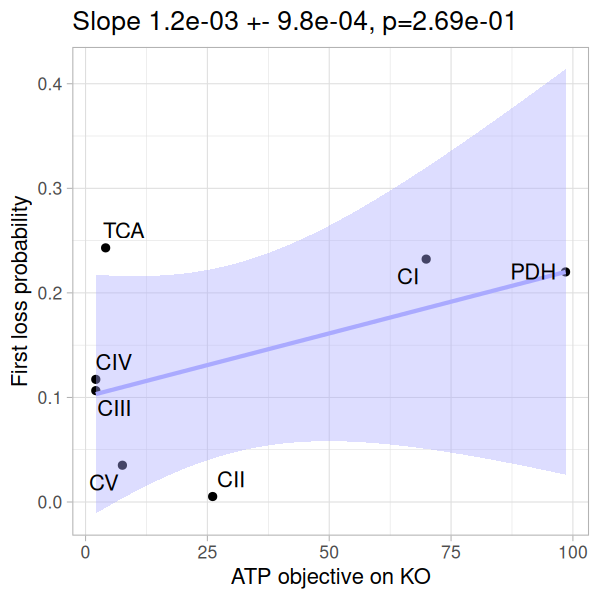 Slope 1.2e-03 +- 9.8e-04, p=2.69e-01
First loss probability
0.4
0.3
0.2
0.1
0.0
TCA
CI
PDH
CIV
CIII
CV
CII
0 25 50 75 100
ATP objective on KO